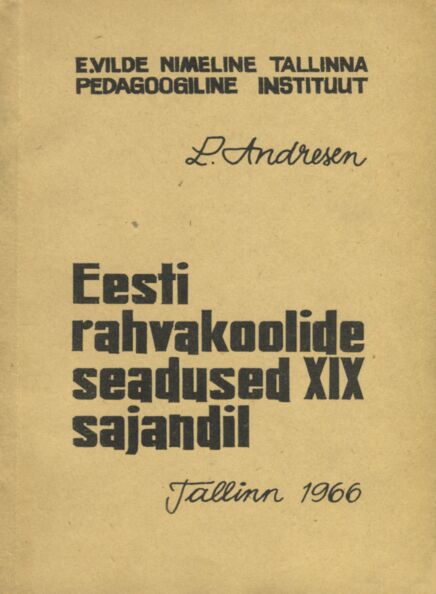 E.VILDE NIMELINE TALLINNA
PEDAGOOGILINE INSTITUUT
L. Andresen
Eesti
rahvakoolide
seadused XIX
sajandil
Tallinn 1966